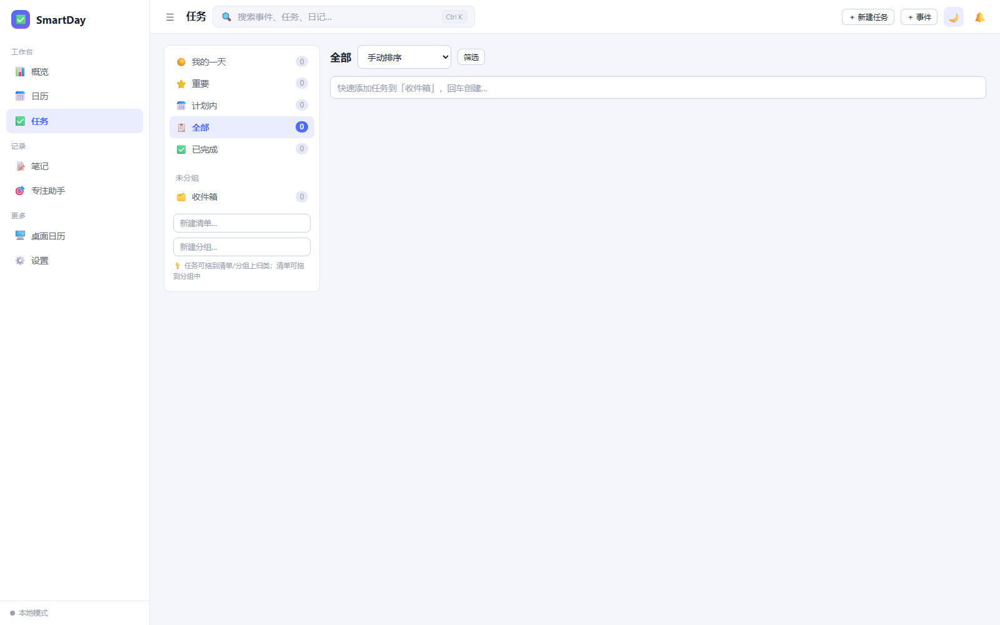 SmartDay
工作台
概览
日历
任务
记录
笔记
专注助手
更多
桌面日历
设置
本地模式
☰ 任务 搜索事件、任务、日记... Ctrl K + 新建任务 + 事件
我的一天 0
重要 0
计划内 0
全部 0
已完成 0
未分组
收件箱 0
新建清单...
新建分组...
任务可拖到清单/分组上归类；清单可拖
到分组中
全部 手动排序 筛选
快速添加任务到「收件箱」，回车创建...